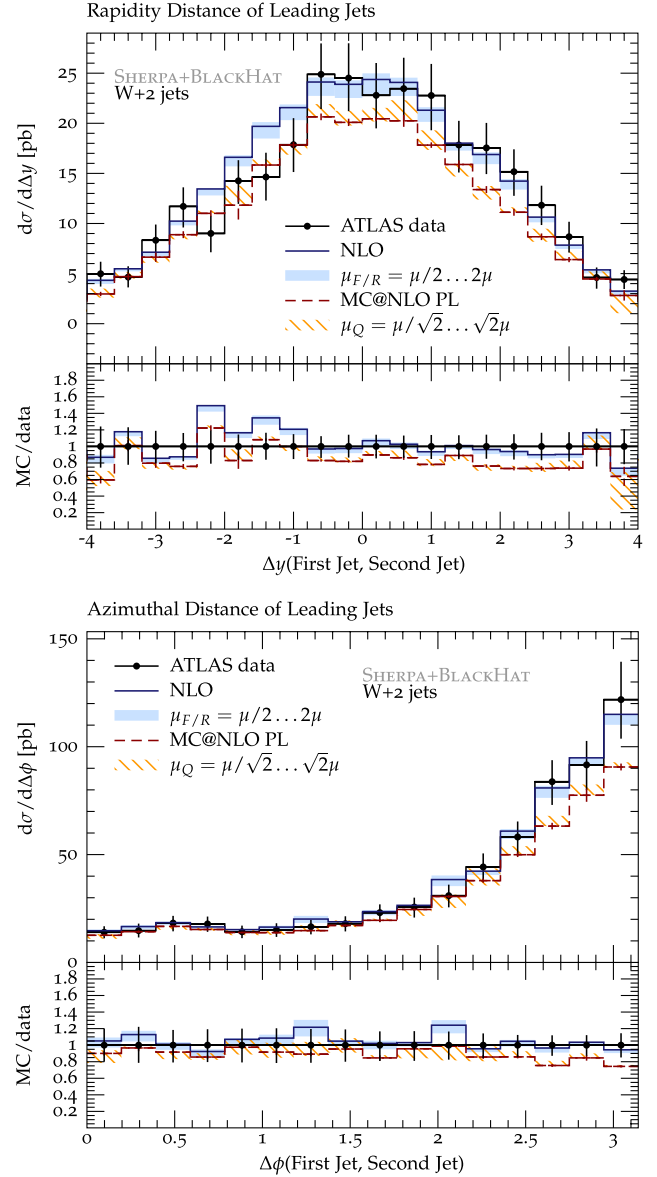 Rapidity Distance of Leading Jets
SHERPA+BLACKHAT
W+2 jets
dσ/dΔy [pb]
25
20
15
10
5
0
ATLAS data
NLO
μF/R = μ/2 . . . 2μ
MC@NLO PL
μQ = μ/√2 . . . √2μ
MC/data
1.8
1.6
1.4
1.2
1
0.8
0.6
0.4
0.2
-4 -3 -2 -1 0 1 2 3 4
Δy(First Jet, Second Jet)
Azimuthal Distance of Leading Jets
150
100
50
0
dσ/dΔϕ [pb]
ATLAS data
NLO
μF/R = μ/2 . . . 2μ
MC@NLO PL
μQ = μ/√2 . . . √2μ
SHERPA+BLACKHAT
W+2 jets
MC/data
1.8
1.6
1.4
1.2
1
0.8
0.6
0.4
0.2
0 0.5 1 1.5 2 2.5 3
Δϕ(First Jet, Second Jet)